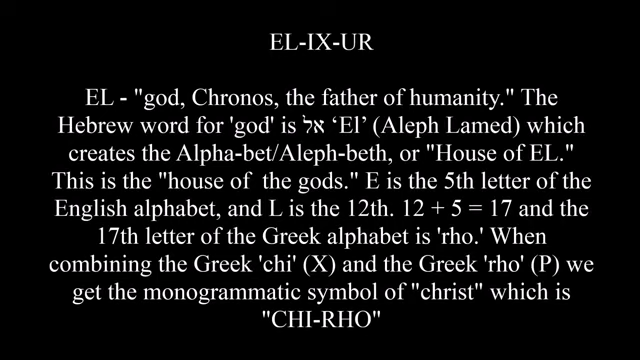 EL-IX-UR
EL - "god, Chronos, the father of humanity." The
Hebrew word for 'god' is אל ‘El’ (Aleph Lamed) which
creates the Alpha-bet/Aleph-beth, or "House of EL."
This is the "house of the gods." E is the 5th letter of the
English alphabet, and L is the 12th. 12 + 5 = 17 and the
17th letter of the Greek alphabet is 'rho.' When
combining the Greek 'chi' (X) and the Greek 'rho' (P) we
get the monogrammatic symbol of "christ" which is
"CHI-RHO"